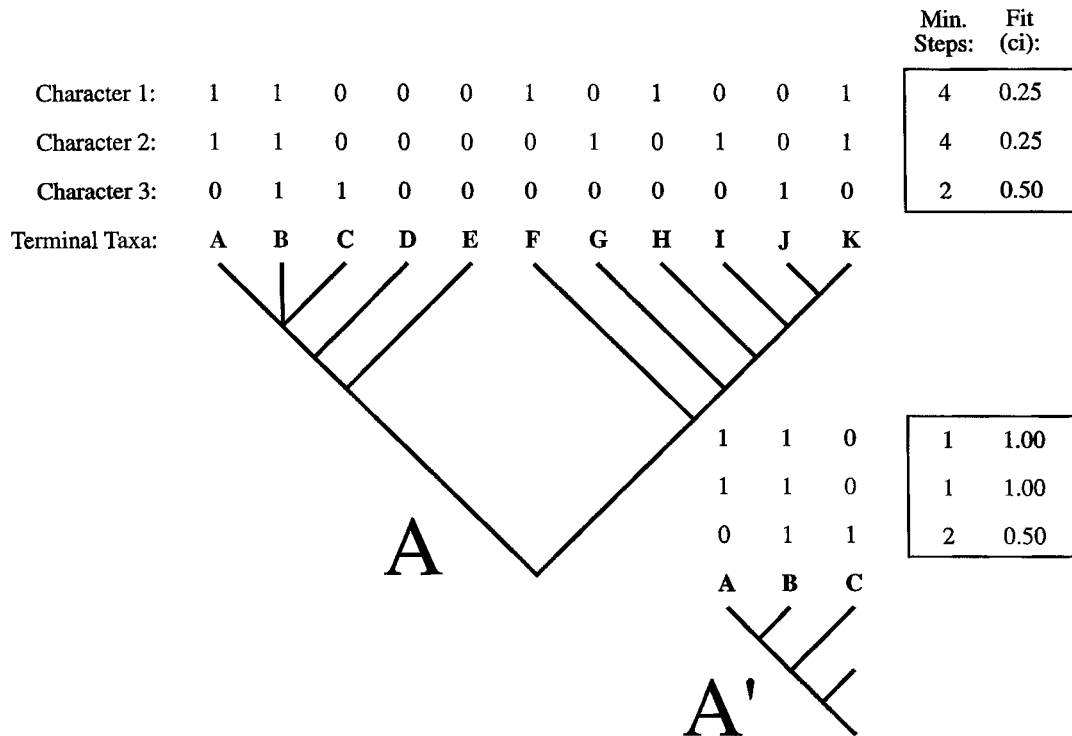 Min. Fit
Steps: (ci):
Character 1: 1 1 0 0 0 1 0 1 0 0 1 4 0.25
Character 2: 1 1 0 0 0 0 1 0 1 0 1 4 0.25
Character 3: 0 1 1 0 0 0 0 0 0 1 0 2 0.50
Terminal Taxa: A B C D E F G H I J K
1 1 0 1 1.00
1 1 0 1 1.00
0 1 1 2 0.50
A
A B C
A'